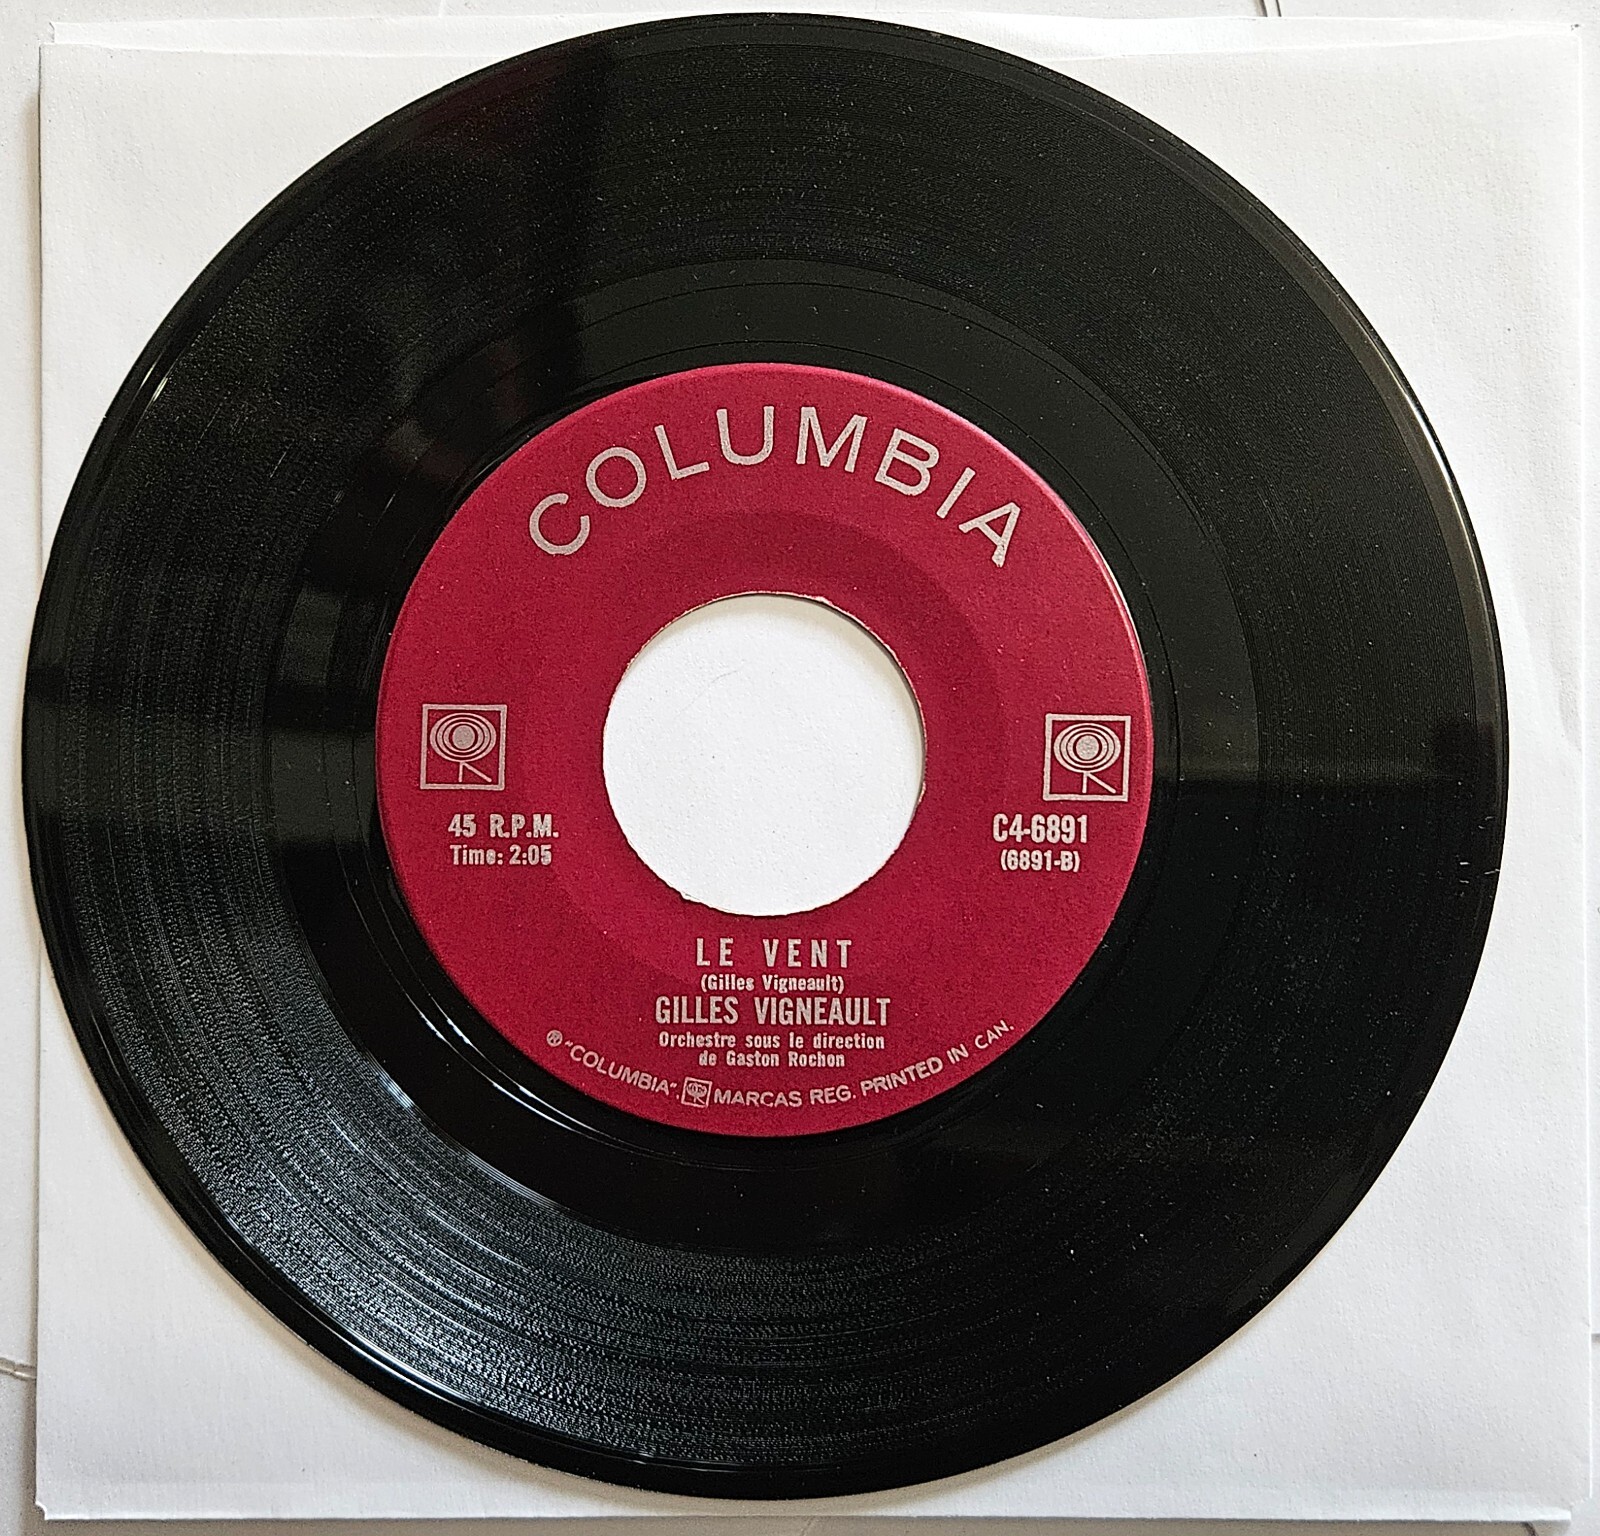 COLUMBIA
45 R.P.M.
Time: 2:05
C4-6891
(6891-B)
LE VENT
(Gilles Vigneault)
GILLES VIGNEAULT
Orchestre sous le direction
de Gaston Rochon
® "COLUMBIA", MARCAS REG. PRINTED IN CAN.